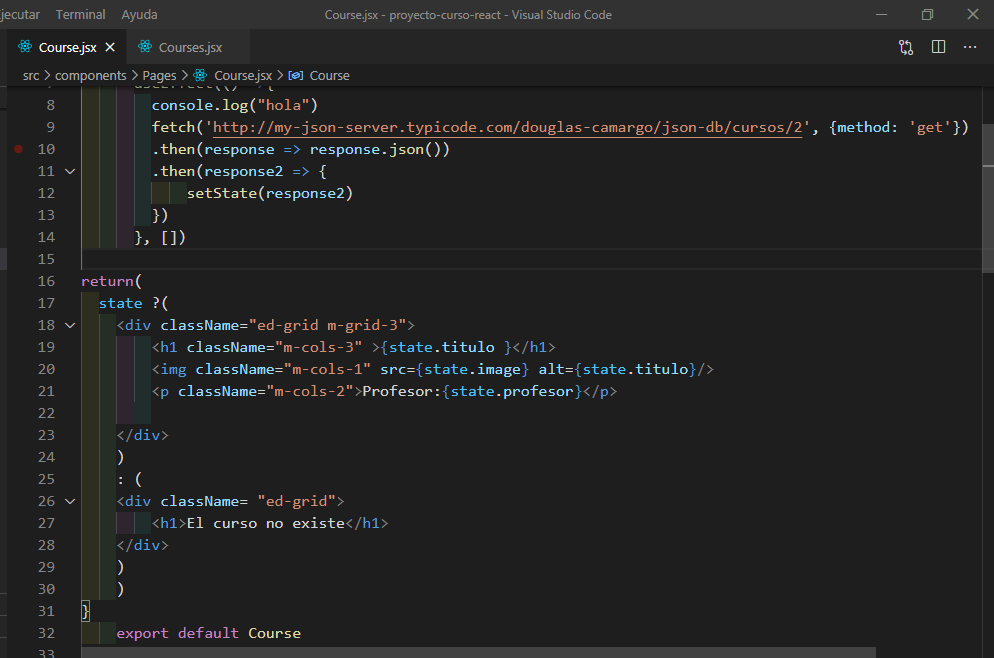 jecutar Terminal Ayuda Course.jsx - proyecto-curso-react - Visual Studio Code
Course.jsx Courses.jsx
src > components > Pages > Course.jsx > Course
8 console.log("hola")
9 fetch('http://my-json-server.typicode.com/douglas-camargo/json-db/cursos/2', {method: 'get'})
10 .then(response => response.json())
11 .then(response2 => {
12 setState(response2)
13 })
14 }, [])
15
16 return(
17 state ?(
18 <div className="ed-grid m-grid-3">
19 <h1 className="m-cols-3" >{state.titulo }</h1>
20 <img className="m-cols-1" src={state.image} alt={state.titulo}/>
21 <p className="m-cols-2">Profesor:{state.profesor}</p>
22
23 </div>
24 )
25 : (
26 <div className= "ed-grid">
27 <h1>El curso no existe</h1>
28 </div>
29 )
30 )
31 }
32 export default Course
33